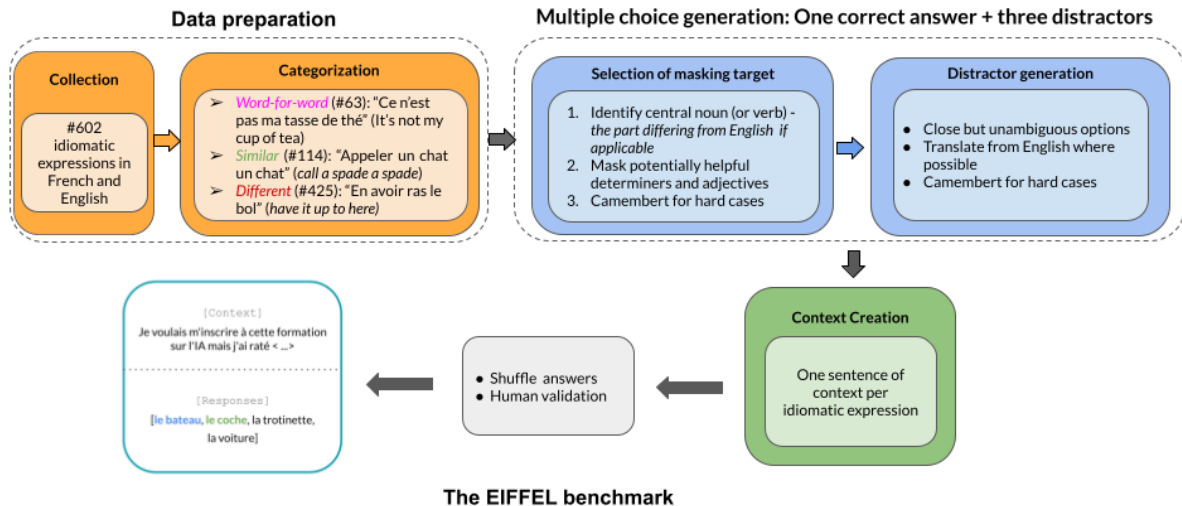 Data preparation
Multiple choice generation: One correct answer + three distractors
Collection
#602
idiomatic
expressions in
French and
English
Categorization
➢ Word-for-word (#63): “Ce n’est
pas ma tasse de thé” (It's not my
cup of tea)
➢ Similar (#114): “Appeler un chat
un chat” (call a spade a spade)
➢ Different (#425): “En avoir ras le
bol” (have it up to here)
Selection of masking target
1. Identify central noun (or verb) -
the part differing from English if
applicable
2. Mask potentially helpful
determiners and adjectives
3. Camembert for hard cases
Distractor generation
● Close but unambiguous options
● Translate from English where
possible
● Camembert for hard cases
Context Creation
One sentence of
context per
idiomatic expression
● Shuffle answers
● Human validation
[Context]
Je voulais m'inscrire à cette formation
sur l'IA mais j'ai raté < ...>
[Responses]
[le bateau, le coche, la trotinette,
la voiture]
The EIFFEL benchmark